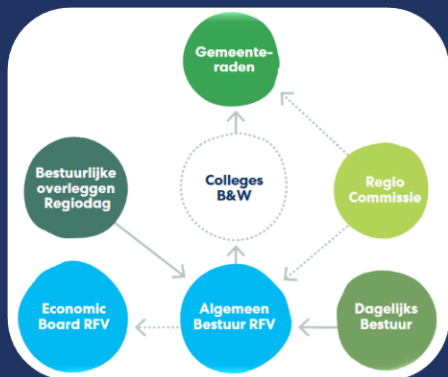 Gemeente-
raden
Bestuurlijke
overleggen
Regiodag
Colleges
B&W
Regio
Commissie
Economic
Board RFV
Algemeen
Bestuur RFV
Dagelijks
Bestuur